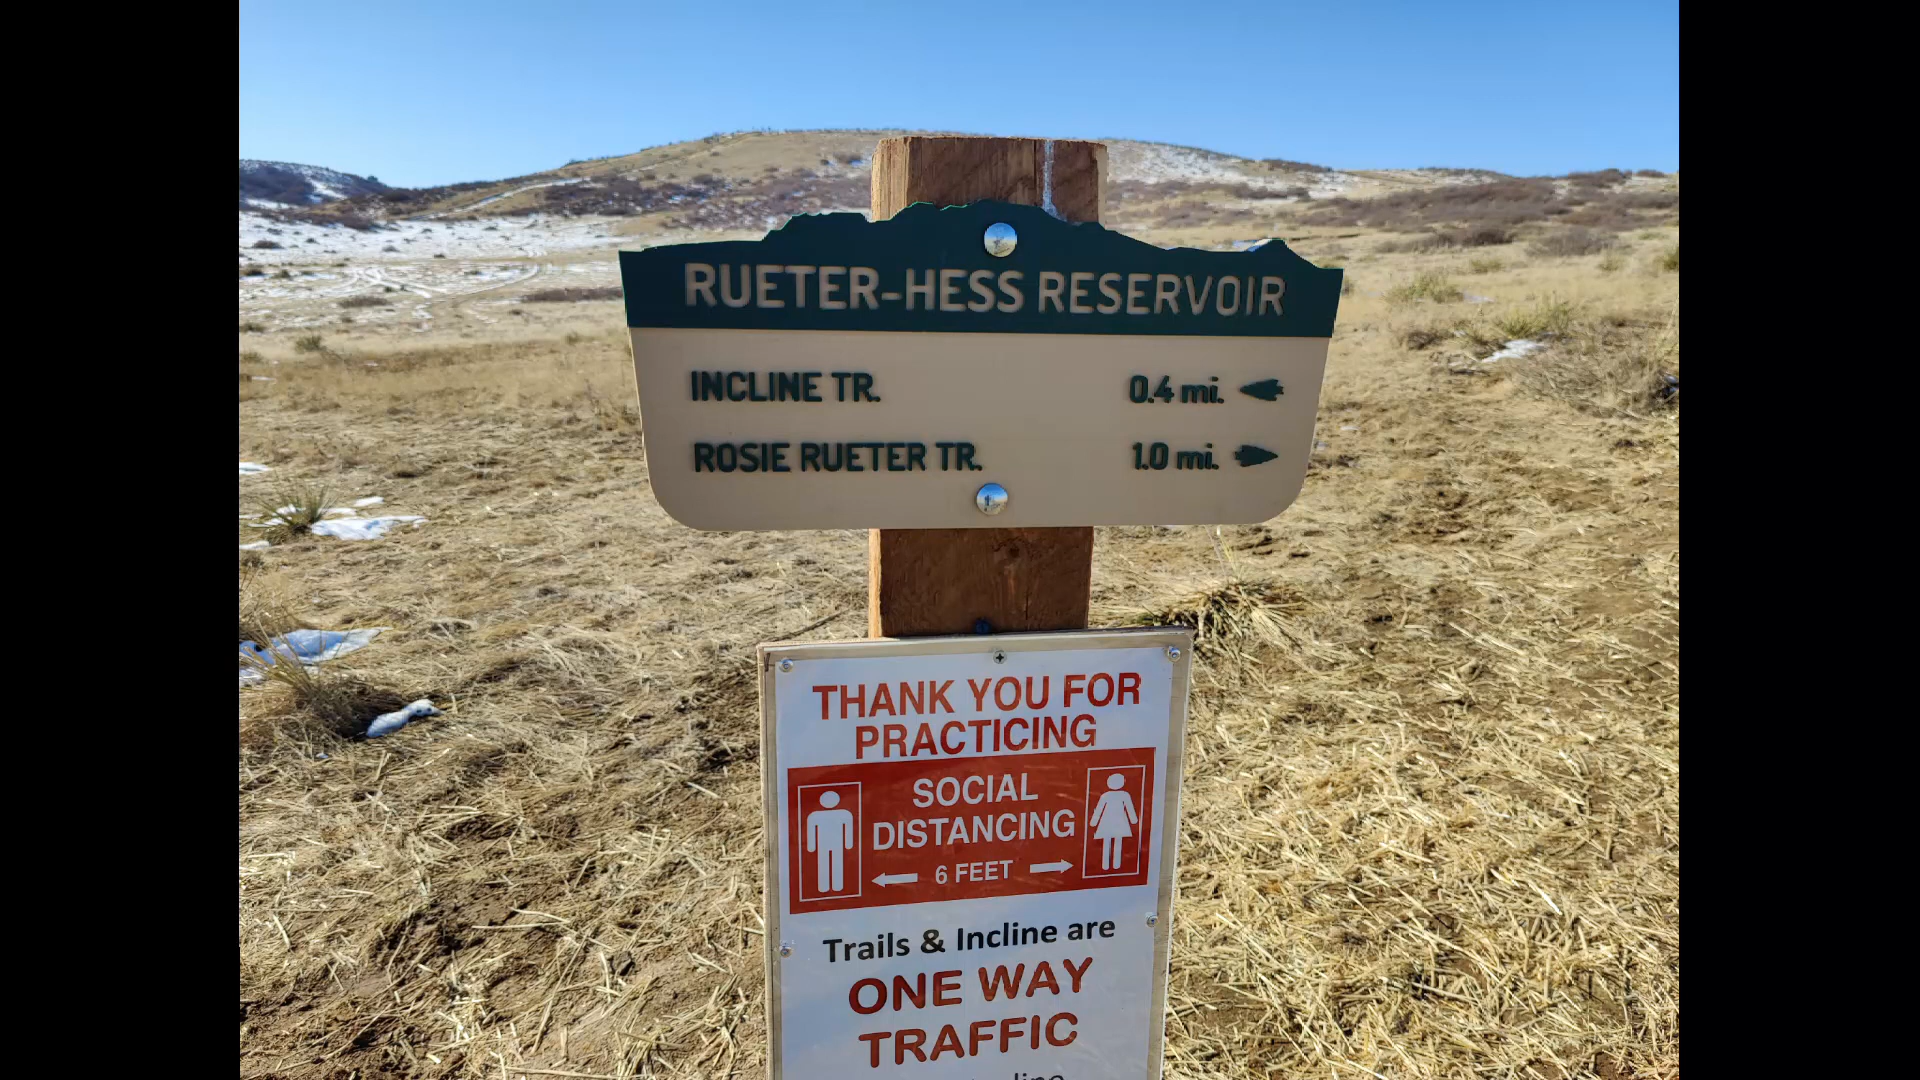 RUETER-HESS RESERVOIR
INCLINE TR. 0.4 mi.
ROSIE RUETER TR. 1.0 mi.
THANK YOU FOR
PRACTICING
SOCIAL
DISTANCING
6 FEET
Trails & Incline are
ONE WAY
TRAFFIC